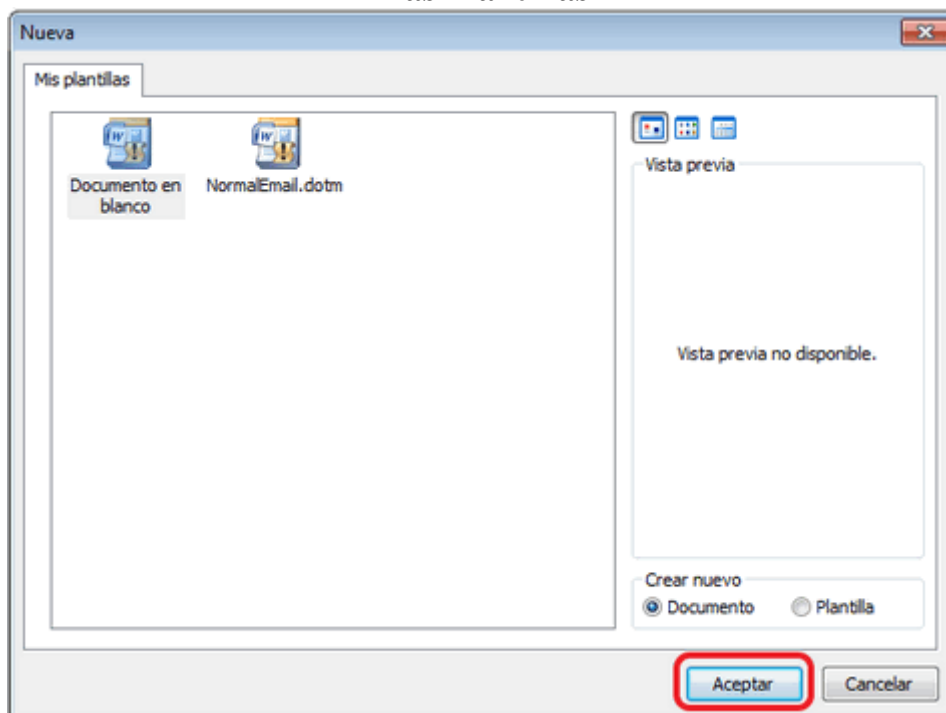 Nueva
Mis plantillas
Documento en
blanco
NormalEmail.dotm
Vista previa
Vista previa no disponible.
Crear nuevo
Documento
Plantilla
Aceptar
Cancelar